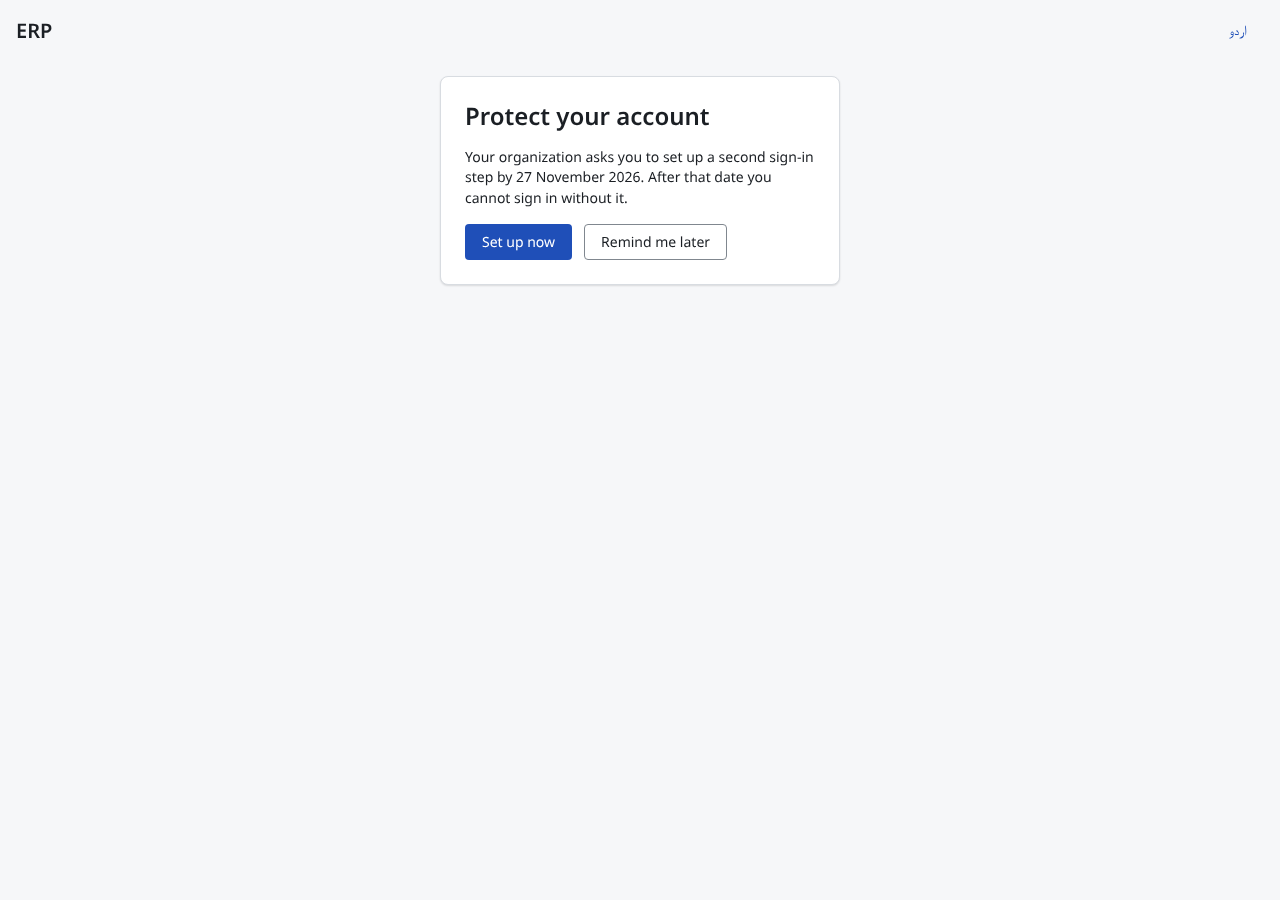 ERP
اردو
Protect your account
Your organization asks you to set up a second sign-in
step by 27 November 2026. After that date you
cannot sign in without it.
Set up now
Remind me later